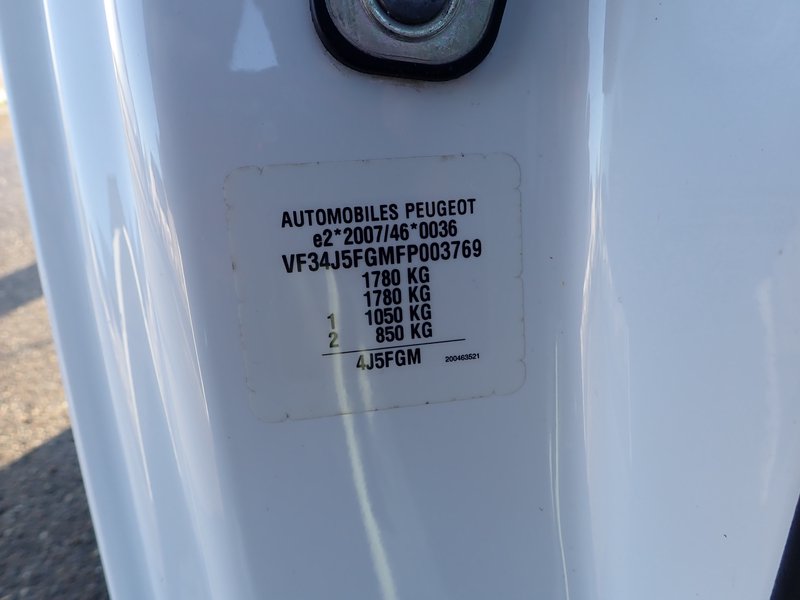 AUTOMOBILES PEUGEOT
e2*2007/46*0036
VF34J5FGMFP003769
1780 KG
1780 KG
1 1050 KG
2 850 KG
4J5FGM 200463521